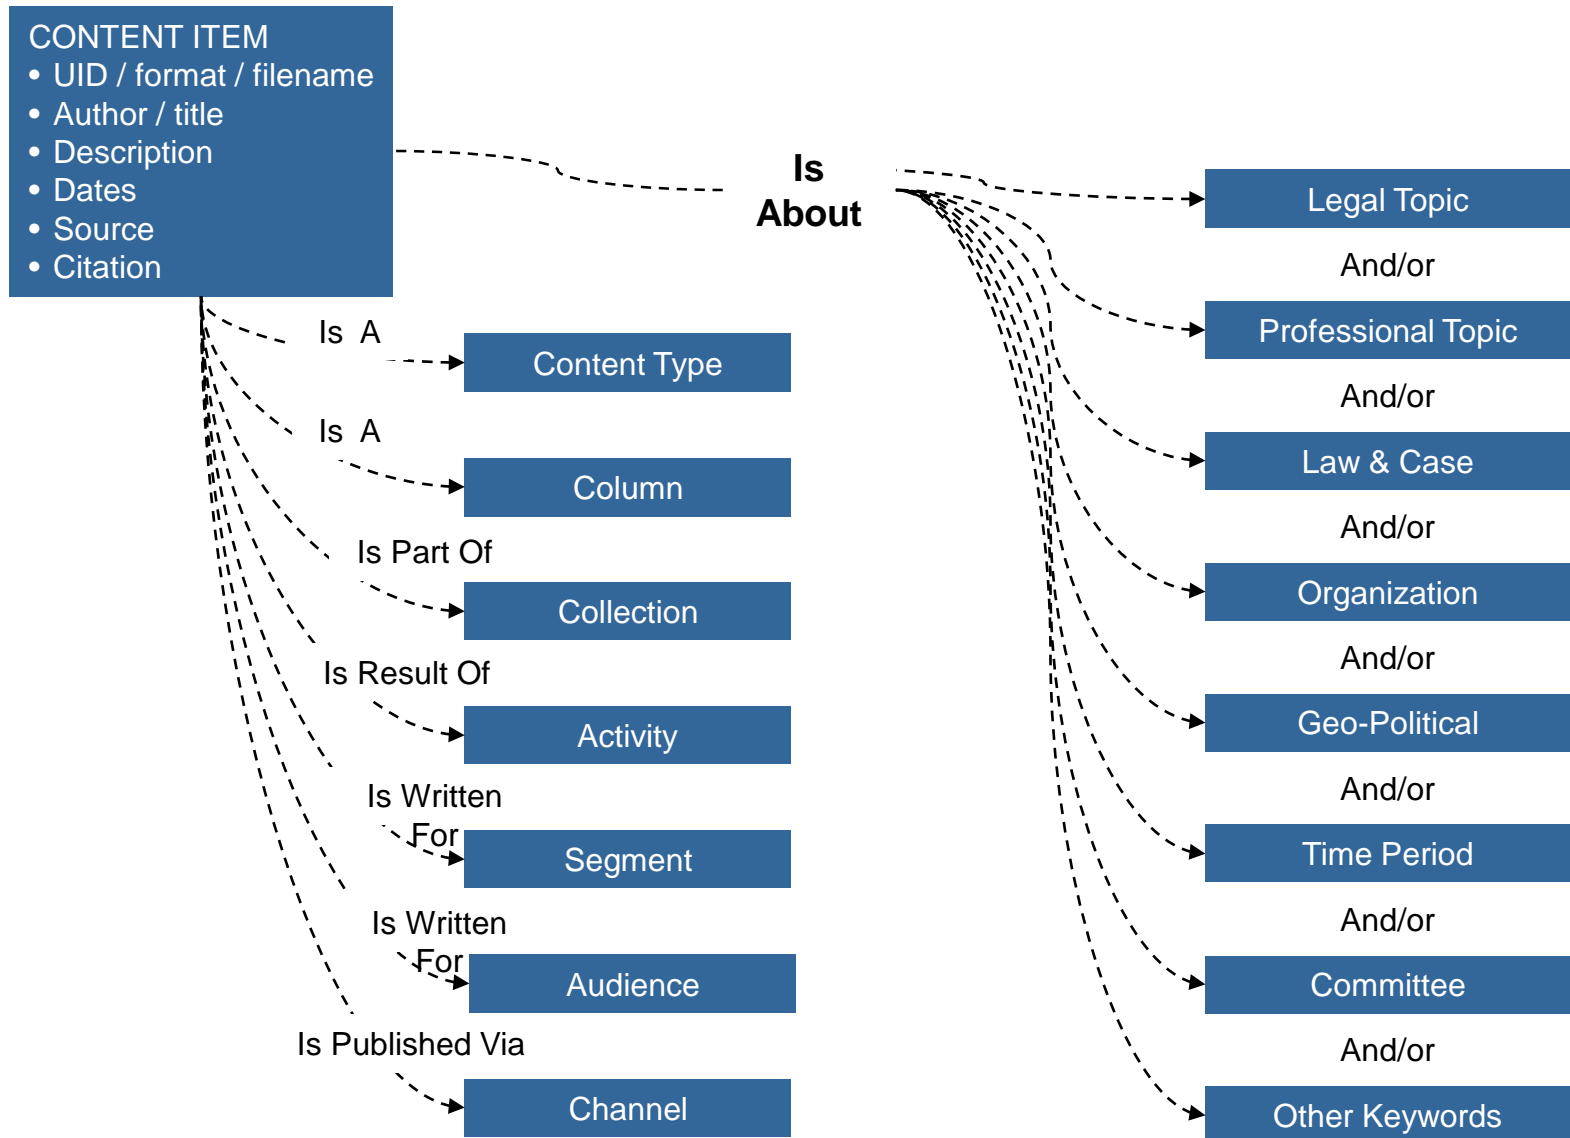 CONTENT ITEM
• UID / format / filename
• Author / title
• Description
• Dates
• Source
• Citation
Is
About
Is A
Content Type
Is A
Column
Is Part Of
Collection
Is Result Of
Activity
Is Written
For
Segment
Is Written
For
Audience
Is Published Via
Channel
Legal Topic
And/or
Professional Topic
And/or
Law & Case
And/or
Organization
And/or
Geo-Political
And/or
Time Period
And/or
Committee
And/or
Other Keywords